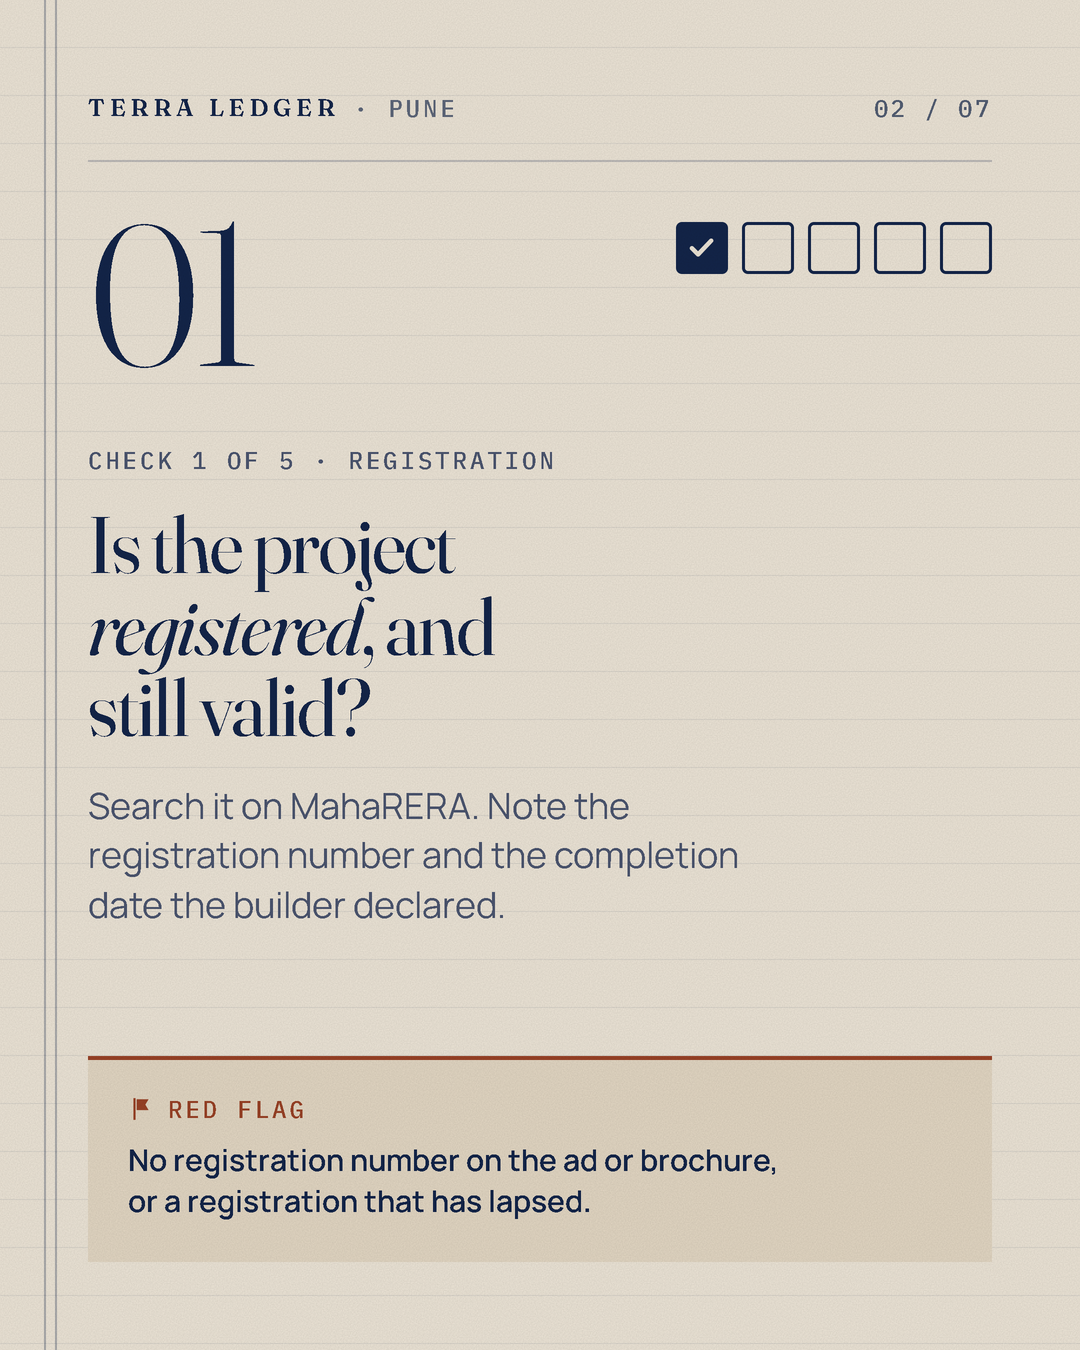 TERRA LEDGER · PUNE
02 / 07
01
CHECK 1 OF 5 · REGISTRATION
Is the project
registered, and
still valid?
Search it on MahaRERA. Note the
registration number and the completion
date the builder declared.
RED FLAG
No registration number on the ad or brochure,
or a registration that has lapsed.